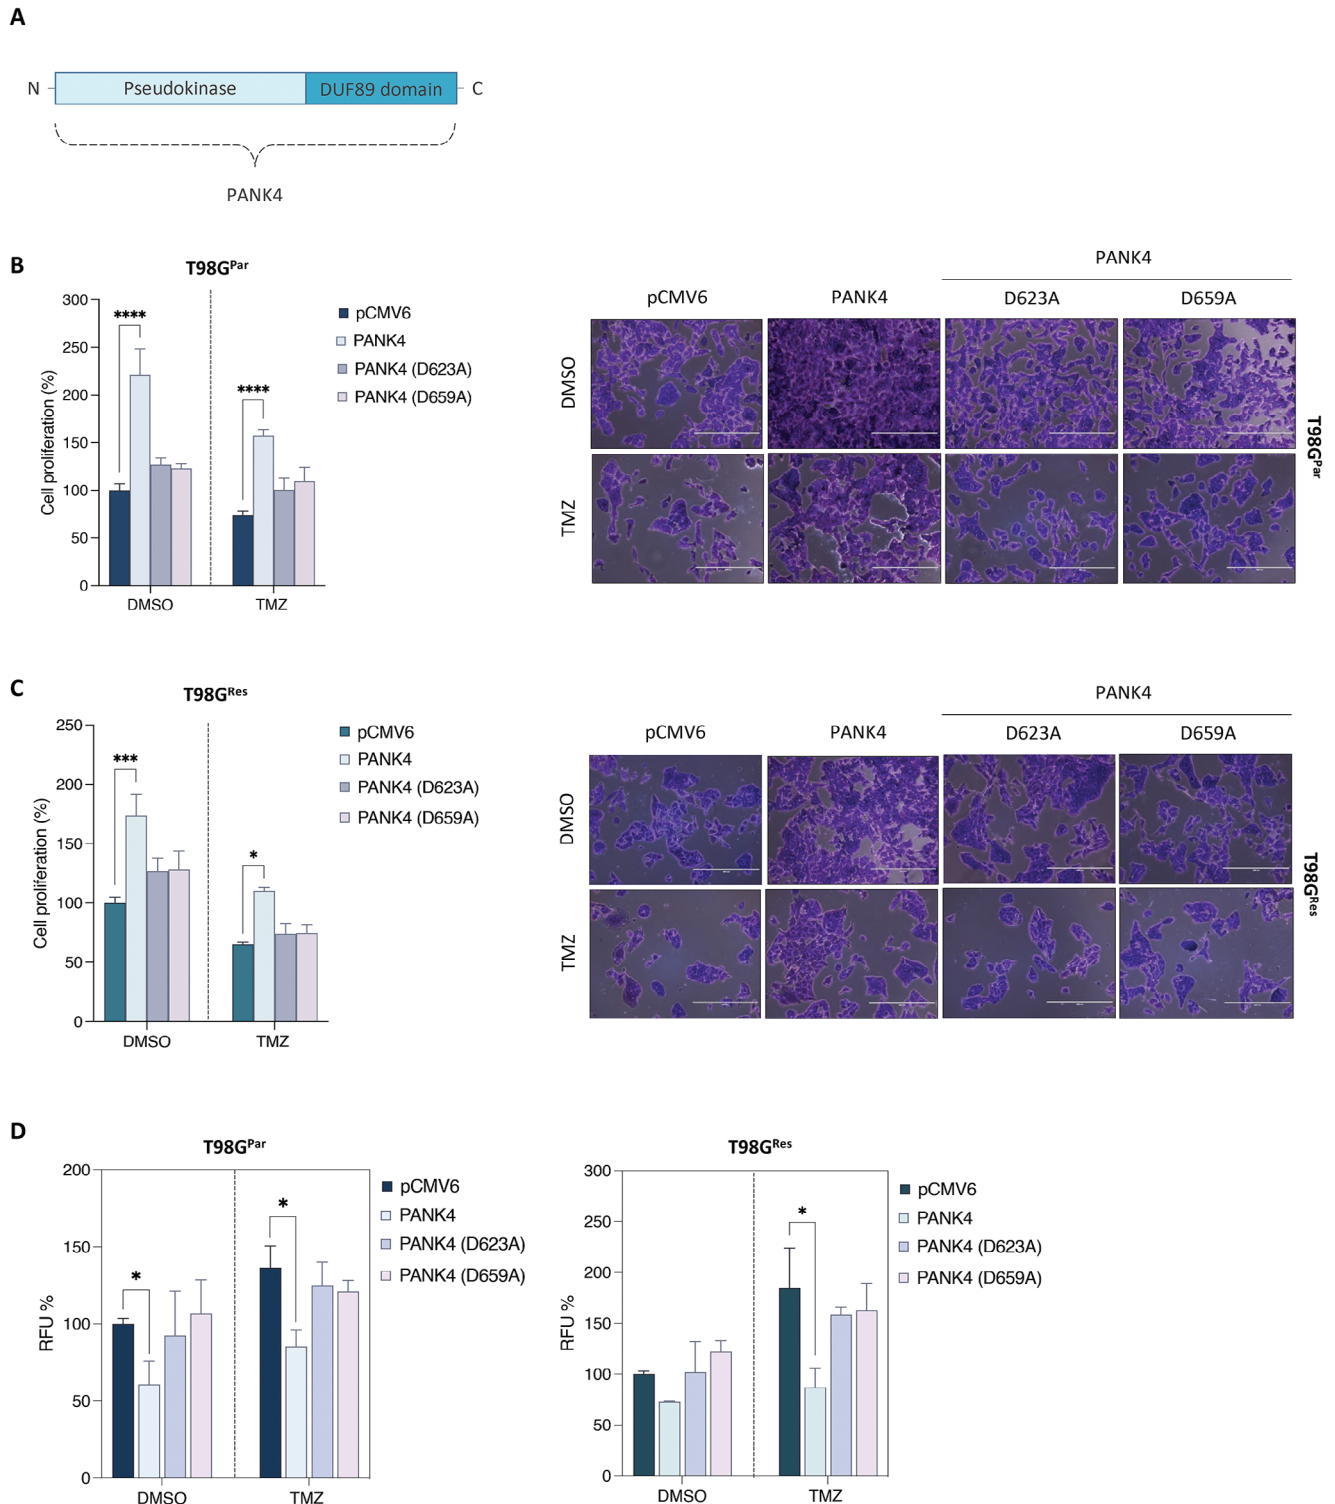 A
N
Pseudokinase
DUF89 domain
C
PANK4
B
T98GPar
Cell proliferation (%)
300
250
200
150
100
50
0
****
****
DMSO
TMZ
pCMV6
PANK4
PANK4 (D623A)
PANK4 (D659A)
PANK4
pCMV6
PANK4
D623A
D659A
DMSO
TMZ
T98GPar
C
T98GRes
Cell proliferation (%)
250
200
150
100
50
0
***
*
DMSO
TMZ
pCMV6
PANK4
PANK4 (D623A)
PANK4 (D659A)
PANK4
pCMV6
PANK4
D623A
D659A
DMSO
TMZ
T98GRes
D
T98GPar
RFU %
200
150
100
50
0
*
*
DMSO
TMZ
pCMV6
PANK4
PANK4 (D623A)
PANK4 (D659A)
T98GRes
RFU %
300
250
200
150
100
50
0
*
DMSO
TMZ
pCMV6
PANK4
PANK4 (D623A)
PANK4 (D659A)